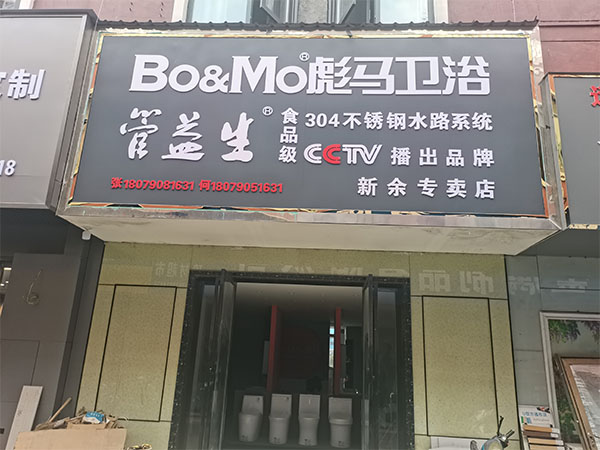 Bo&Mo®彪马卫浴
管益生®
食品级
304不锈钢水路系统
CCTV 播出品牌
张18079081631 何18079051631
新余专卖店
制
18